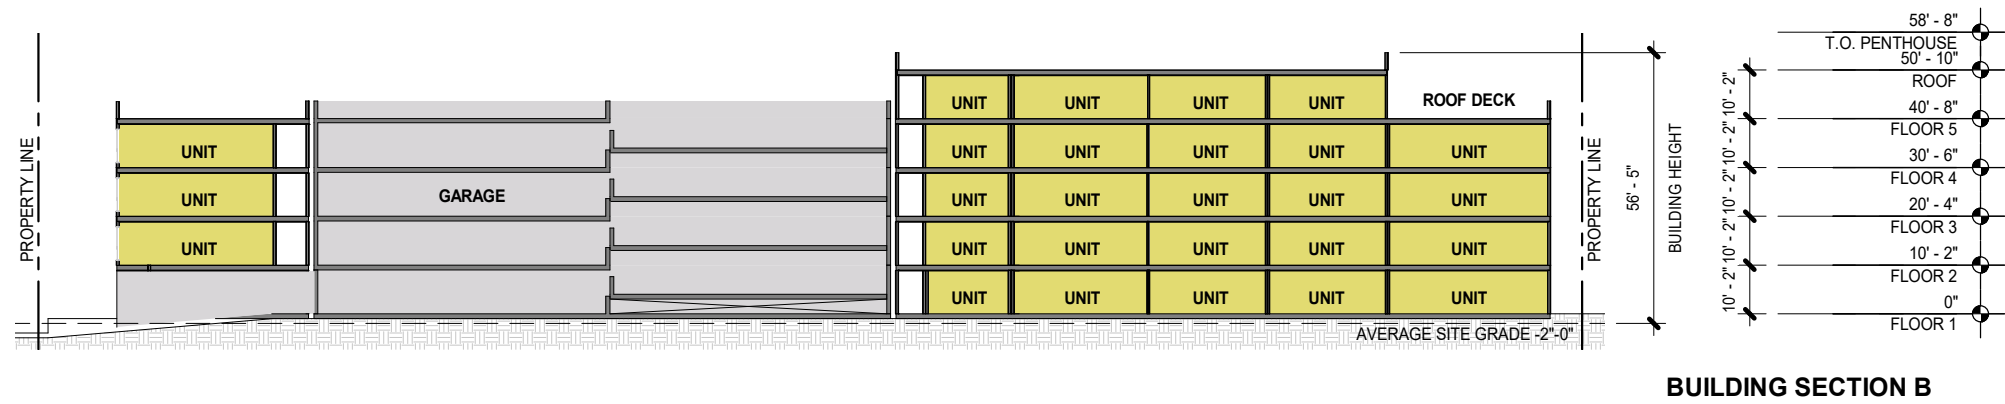 PROPERTY LINE
UNIT
UNIT
UNIT
GARAGE
UNIT UNIT UNIT UNIT ROOF DECK
UNIT UNIT UNIT UNIT UNIT
UNIT UNIT UNIT UNIT UNIT
UNIT UNIT UNIT UNIT UNIT
UNIT UNIT UNIT UNIT UNIT
AVERAGE SITE GRADE -2"-0"
PROPERTY LINE
56' - 5"
BUILDING HEIGHT
10' - 2" 10' - 2" 10' - 2" 10' - 2" 10' - 2"
58' - 8"
T.O. PENTHOUSE
50' - 10"
ROOF
40' - 8"
FLOOR 5
30' - 6"
FLOOR 4
20' - 4"
FLOOR 3
10' - 2"
FLOOR 2
0"
FLOOR 1
BUILDING SECTION B